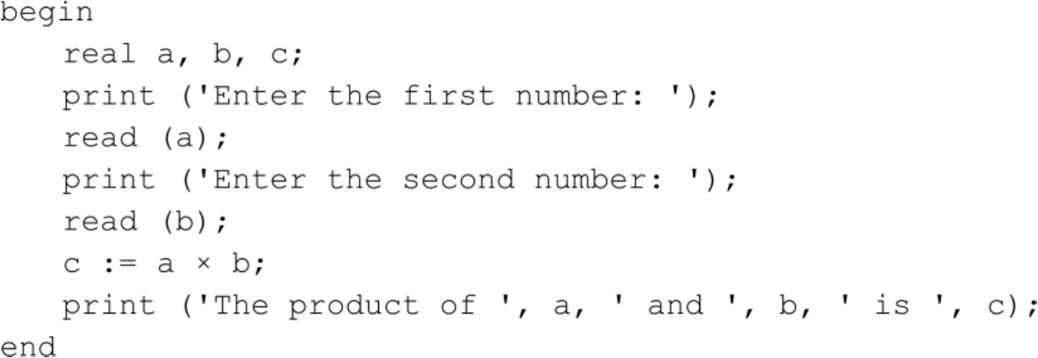 begin
real a, b, c;
print ('Enter the first number: ');
read (a);
print ('Enter the second number: ');
read (b);
c := a × b;
print ('The product of ', a, ' and ', b, ' is ', c);
end